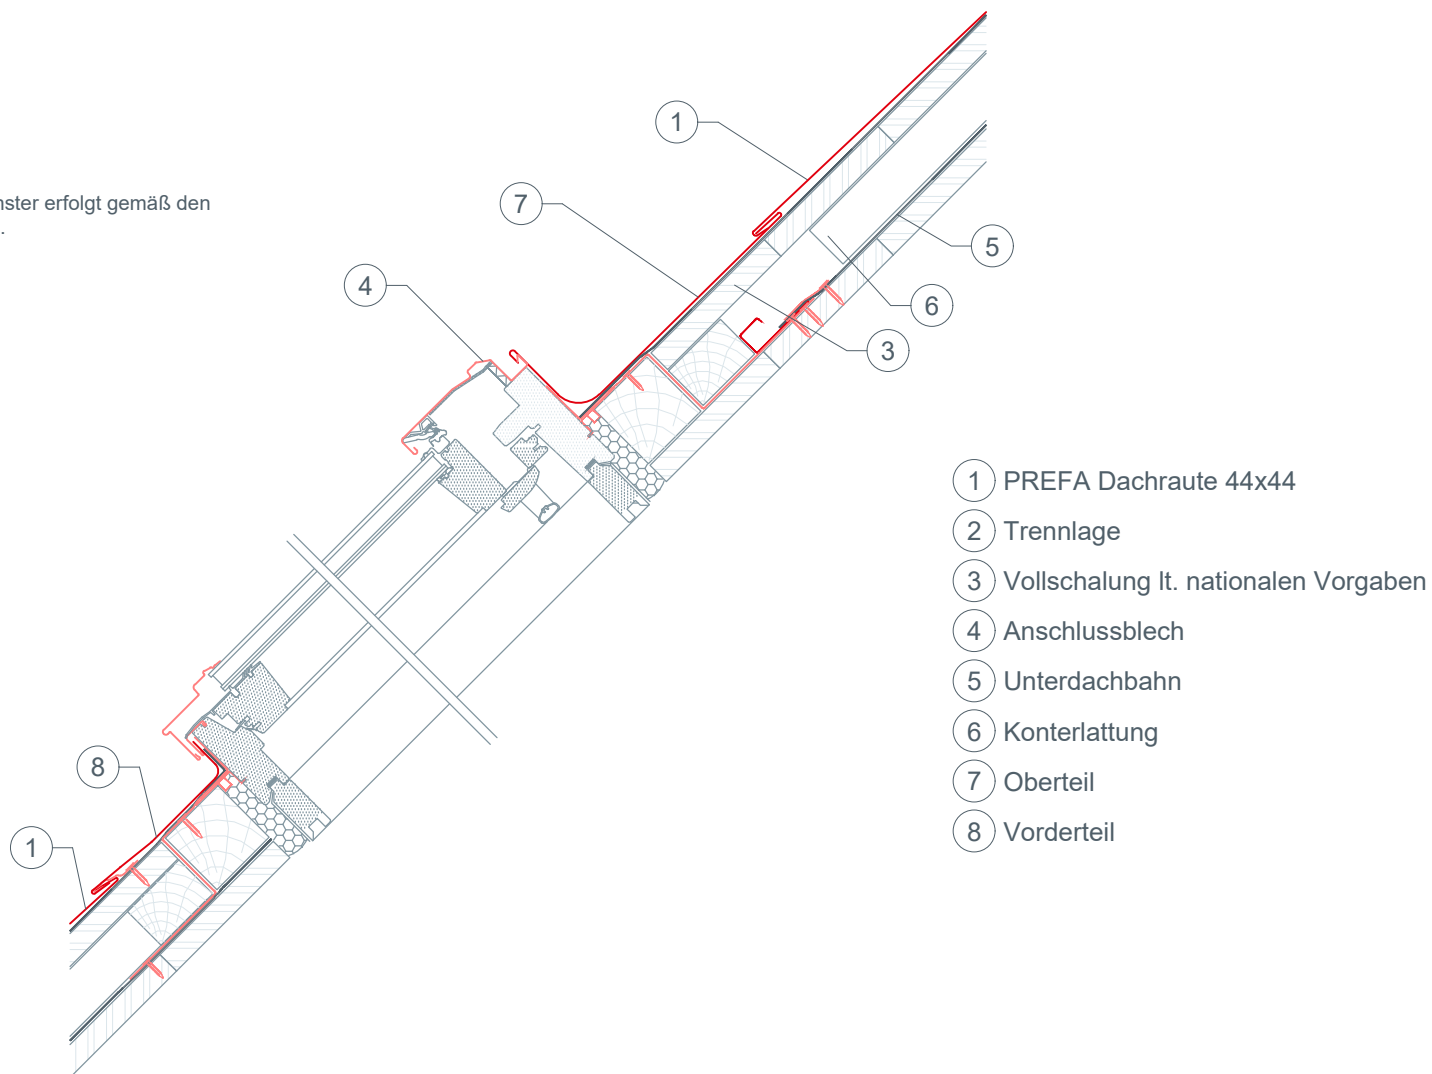 1
7
nster erfolgt gemäß den
.
5
4
6
3
1 PREFA Dachraute 44x44
2 Trennlage
3 Vollschalung lt. nationalen Vorgaben
4 Anschlussblech
5 Unterdachbahn
6 Konterlattung
7 Oberteil
8 Vorderteil
8
1